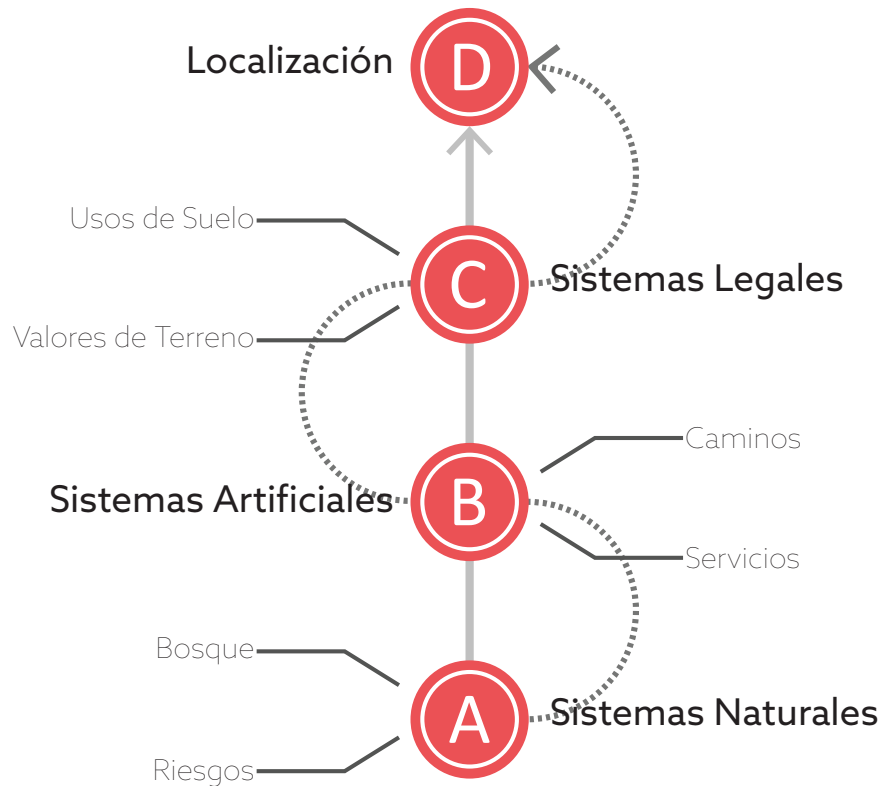 Localización
D
Usos de Suelo
C
Sistemas Legales
Valores de Terreno
Caminos
Sistemas Artificiales
B
Servicios
Bosque
A
Sistemas Naturales
Riesgos